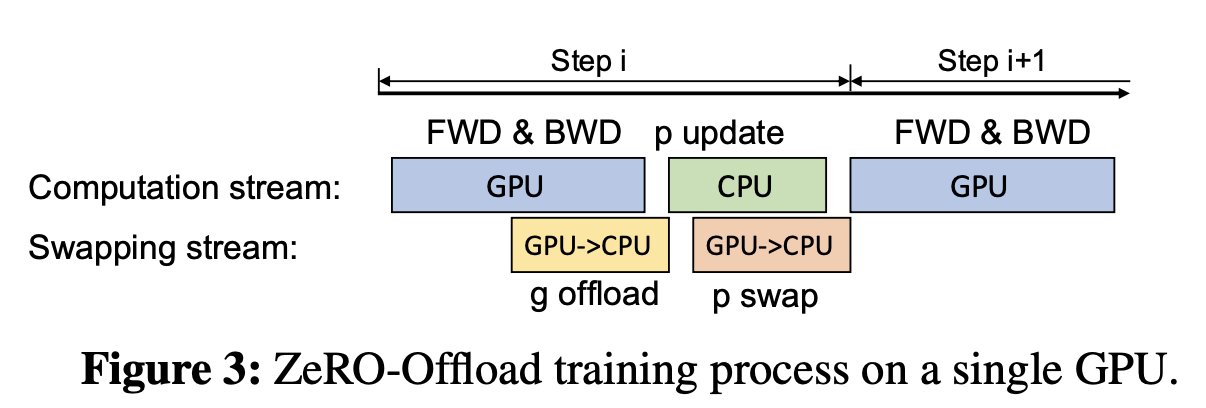 Step i Step i+1
FWD & BWD p update FWD & BWD
Computation stream: GPU CPU GPU
Swapping stream: GPU->CPU GPU->CPU
g offload p swap
Figure 3: ZeRO-Offload training process on a single GPU.